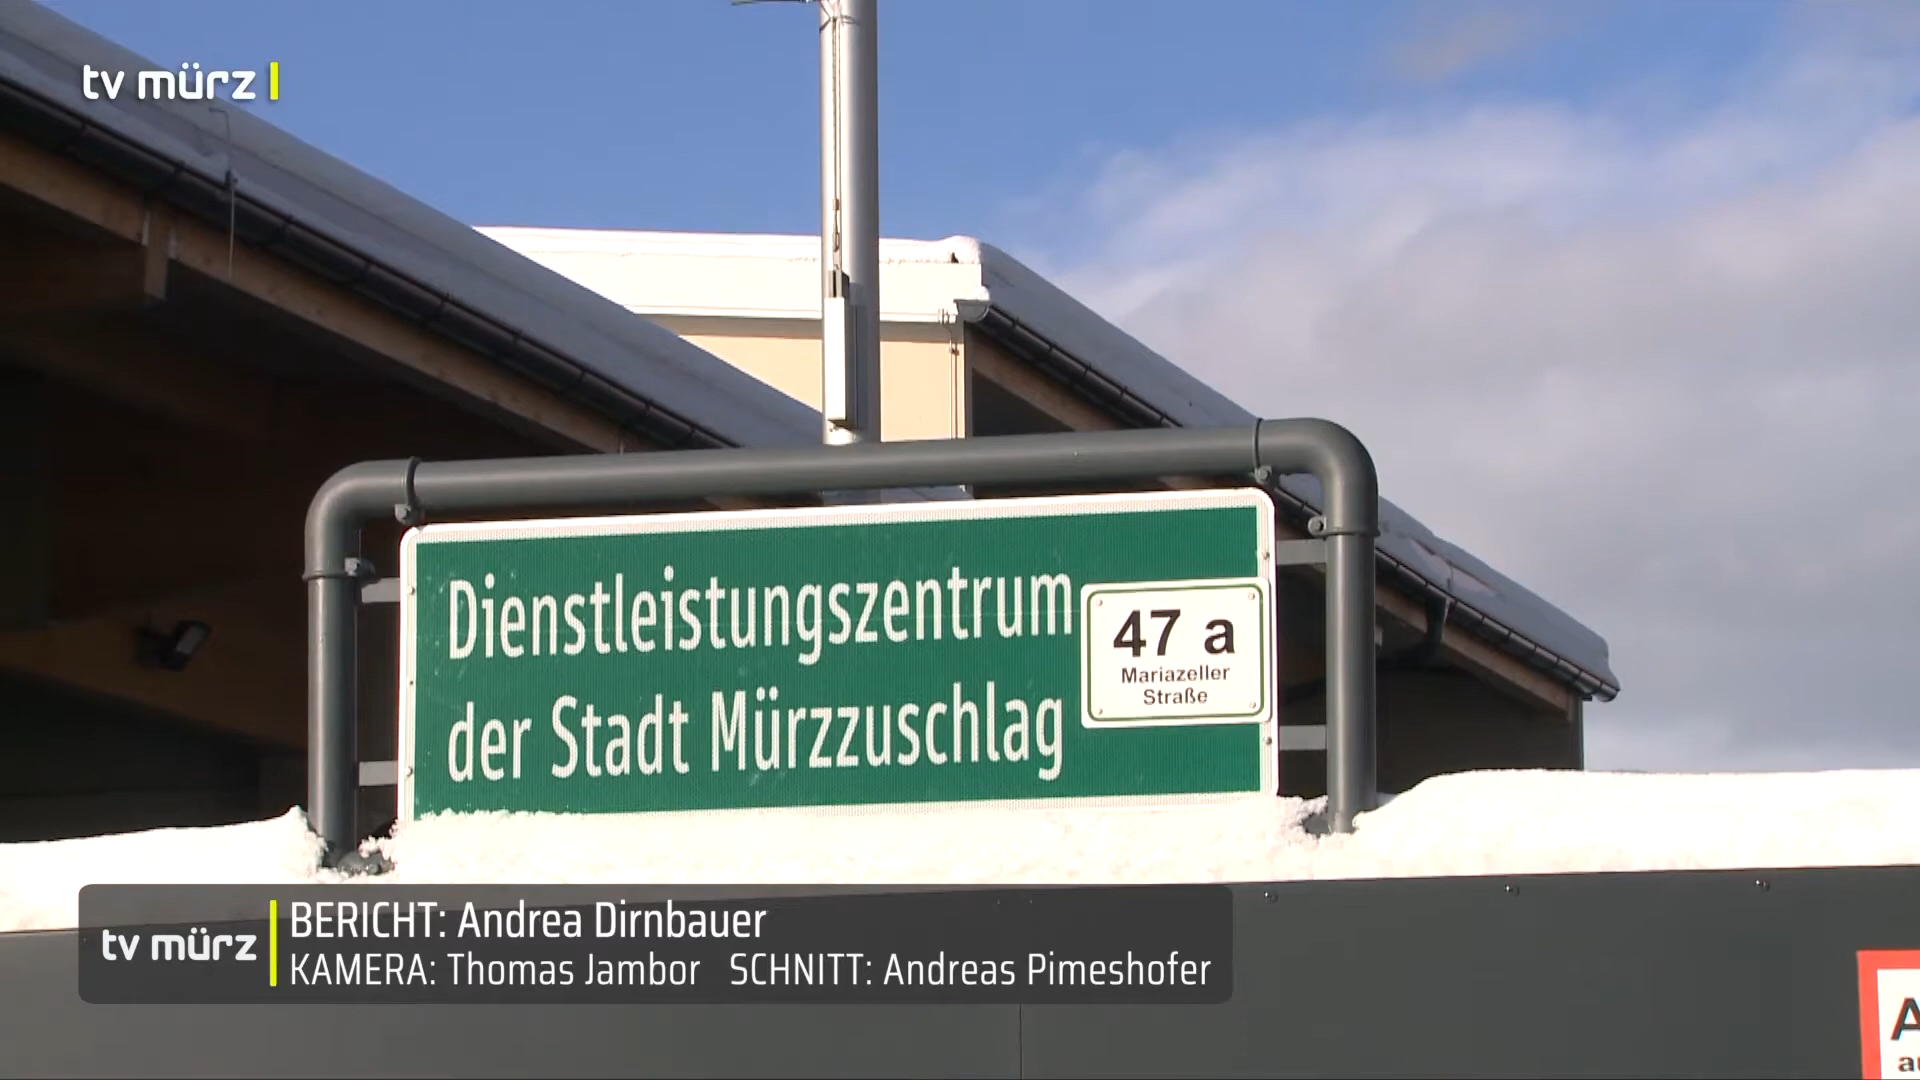 tv mürz
Dienstleistungszentrum
der Stadt Mürzzuschlag
47 a
Mariazeller
Straße
tv mürz
BERICHT: Andrea Dirnbauer
KAMERA: Thomas Jambor SCHNITT: Andreas Pimeshofer